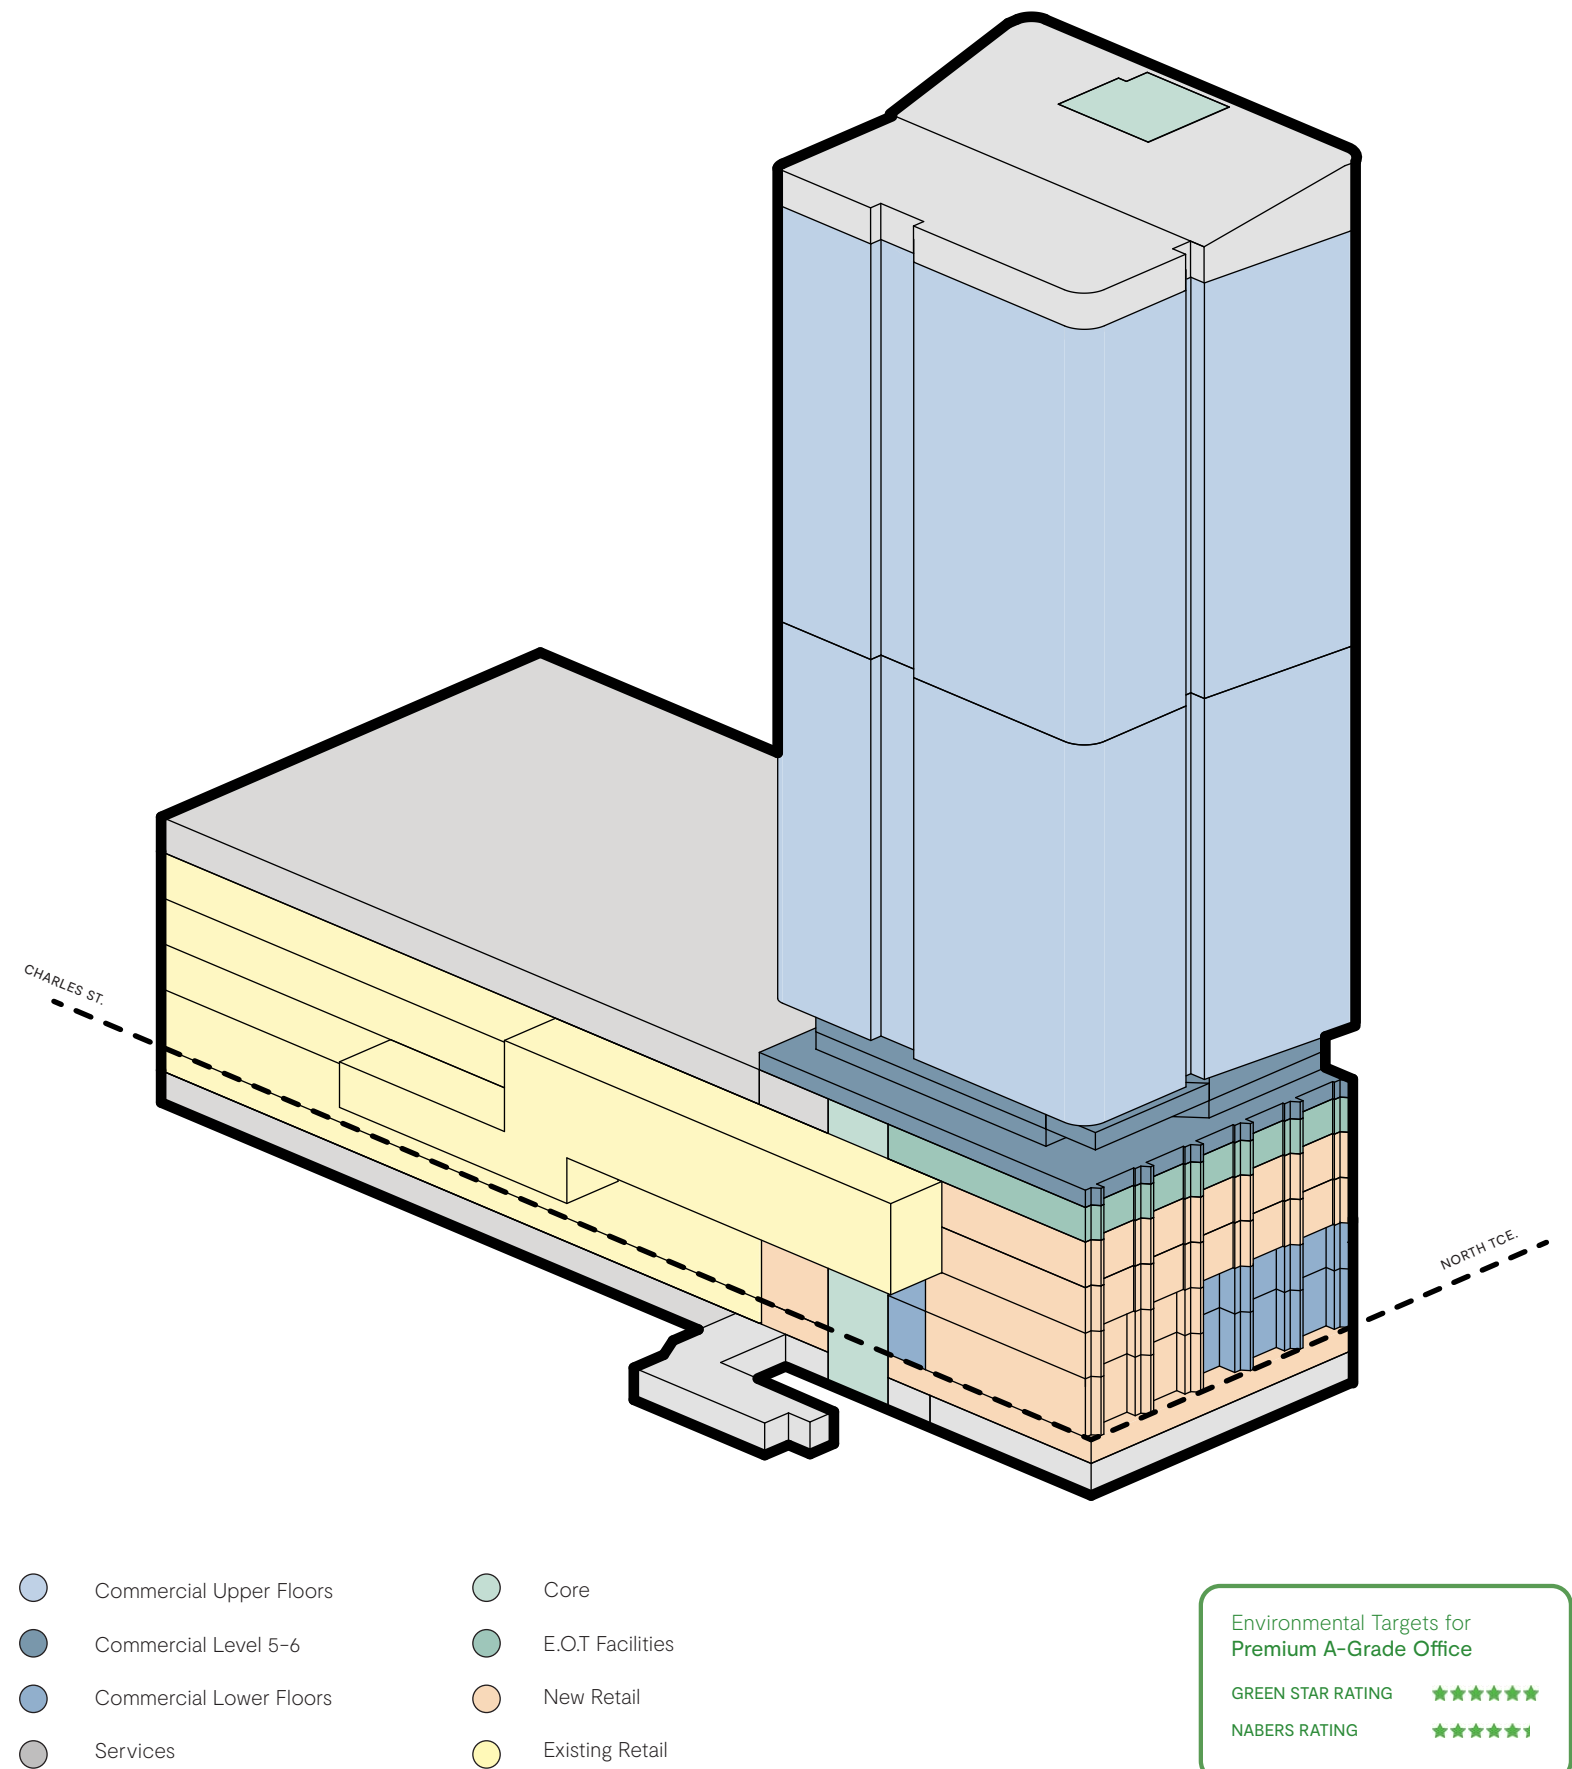 CHARLES ST.
NORTH TCE.
Commercial Upper Floors
Commercial Level 5-6
Commercial Lower Floors
Services
Core
E.O.T Facilities
New Retail
Existing Retail
Environmental Targets for
Premium A-Grade Office
GREEN STAR RATING
NABERS RATING